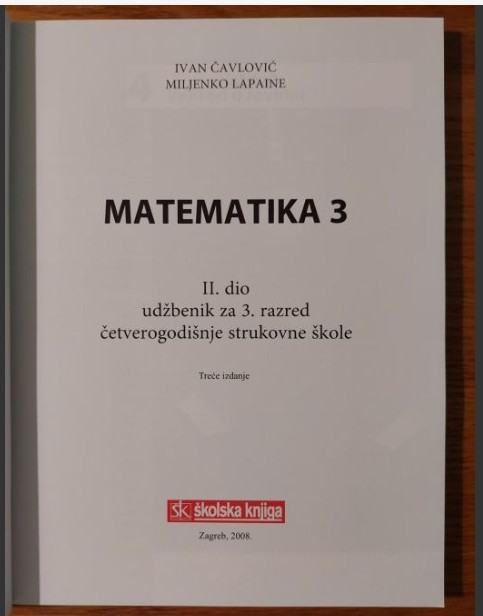 IVAN ČAVLOVIĆ
MILJENKO LAPAINE
MATEMATIKA 3
II. dio
udžbenik za 3. razred
četverogodišnje strukovne škole
Treće izdanje
šk školska knjiga
Zagreb, 2008.